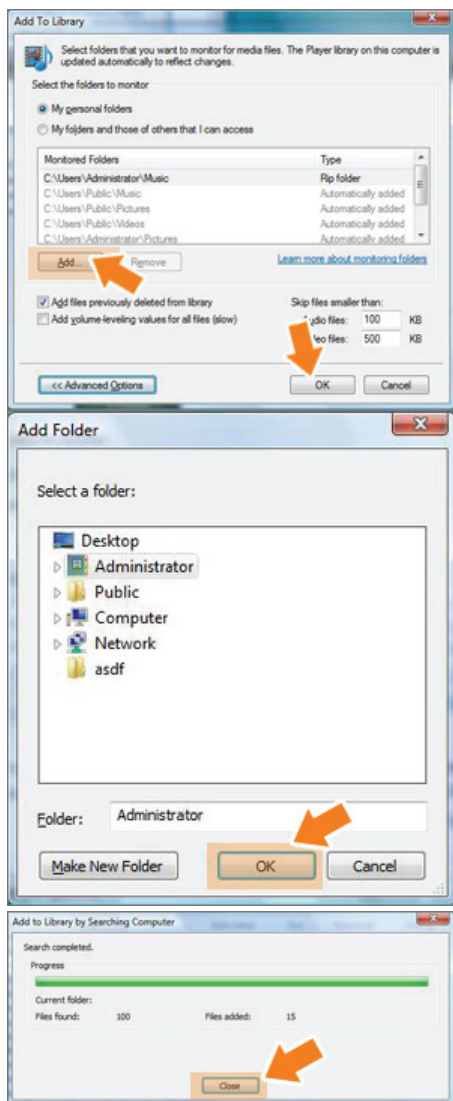 Add To Library
Select folders that you want to monitor for media files. The Player library on this computer is
updated automatically to reflect changes.
Select the folders to monitor
My personal folders
My folders and those of others that I can access
Monitored Folders Type
C:\Users\Administrator\Music Rip folder
C:\Users\Public\Music Automatically added
C:\Users\Public\Pictures Automatically added
C:\Users\Public\Videos Automatically added
C:\Users\Administrator\Pictures Automatically added
Add... Remove Learn more about monitoring folders
Add files previously deleted from library Skip files smaller than:
Add volume-leveling values for all files (slow) files: 100 KB
files: 500 KB
<< Advanced Options OK Cancel
Add Folder
Select a folder:
Desktop
Administrator
Public
Computer
Network
asdf
Folder: Administrator
Make New Folder OK Cancel
Add to Library by Searching Computer
Search completed.
Progress
Current folder:
Files found: 100 Files added: 15
Close